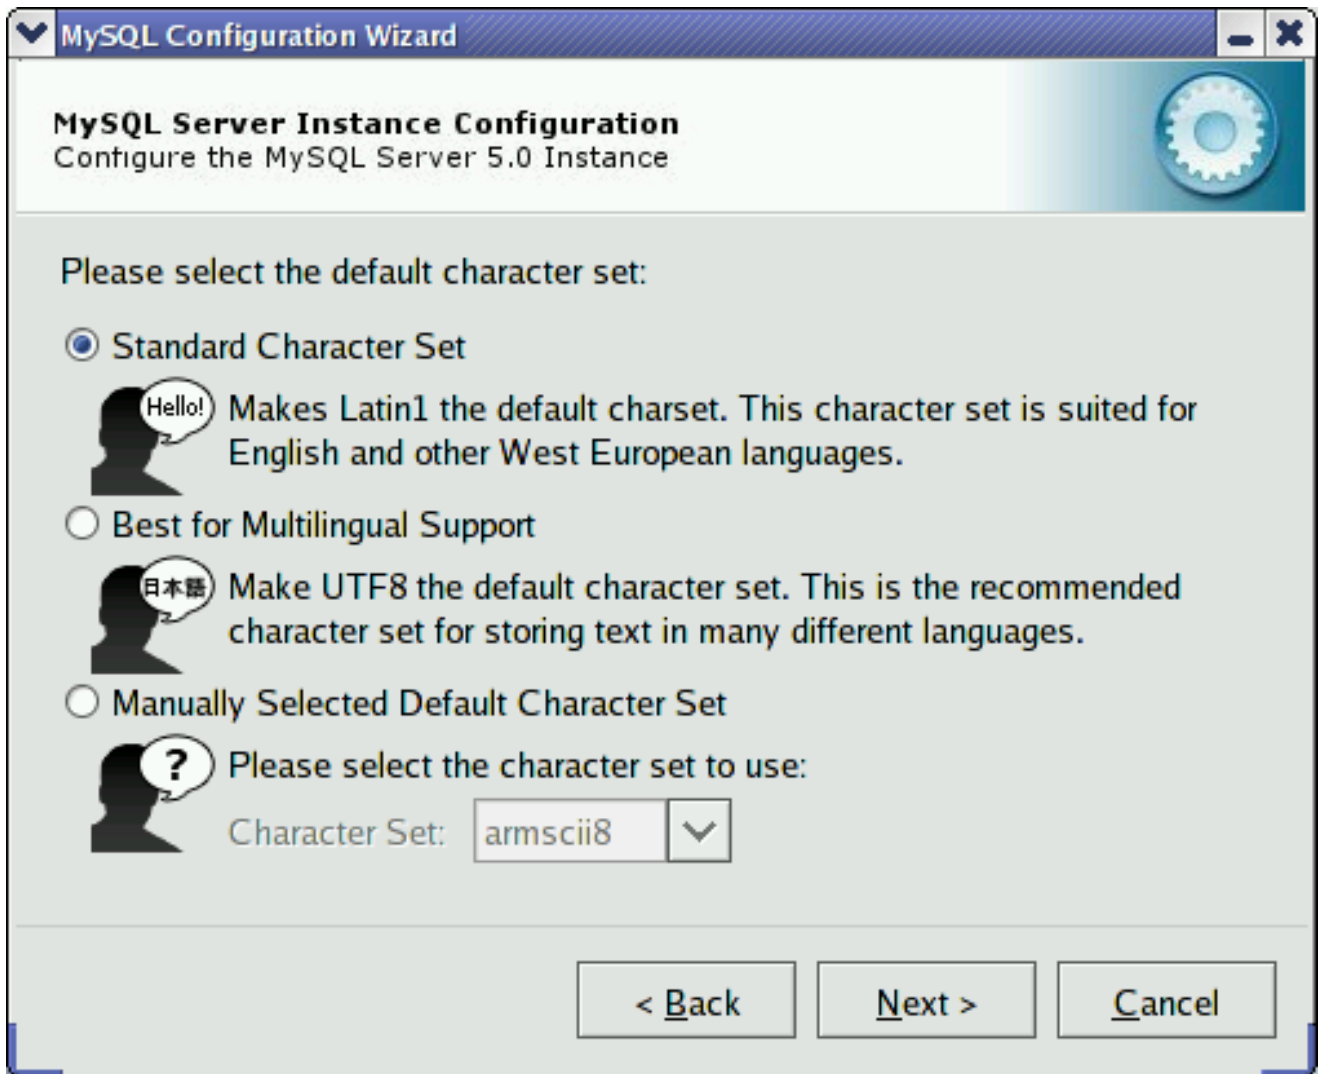 MySQL Configuration Wizard
MySQL Server Instance Configuration
Configure the MySQL Server 5.0 Instance
Please select the default character set:
Standard Character Set
Hello!
Makes Latin1 the default charset. This character set is suited for
English and other West European languages.
Best for Multilingual Support
日本語
Make UTF8 the default character set. This is the recommended
character set for storing text in many different languages.
Manually Selected Default Character Set
?
Please select the character set to use:
Character Set: armscii8
< Back Next > Cancel